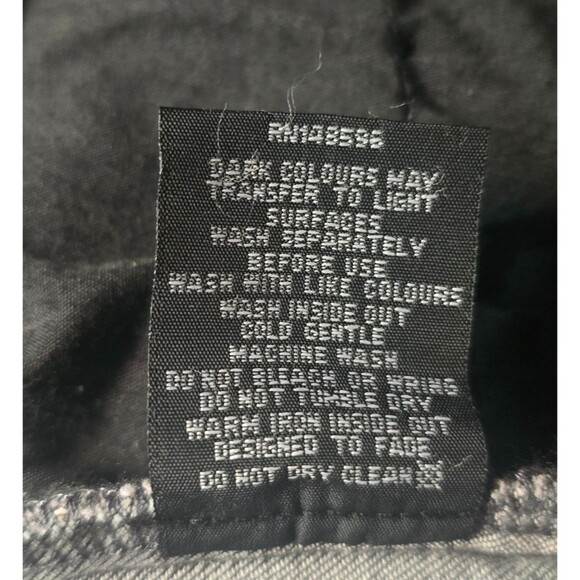 RN148596
DARK COLOURS MAY
TRANSFER TO LIGHT
SURFACES
WASH SEPARATELY
BEFORE USE
WASH WITH LIKE COLOURS
WASH INSIDE OUT
COLD GENTLE
MACHINE WASH
DO NOT BLEACH OR WRING
DO NOT TUMBLE DRY
WARM IRON INSIDE OUT
DESIGNED TO FADE
DO NOT DRY CLEAN